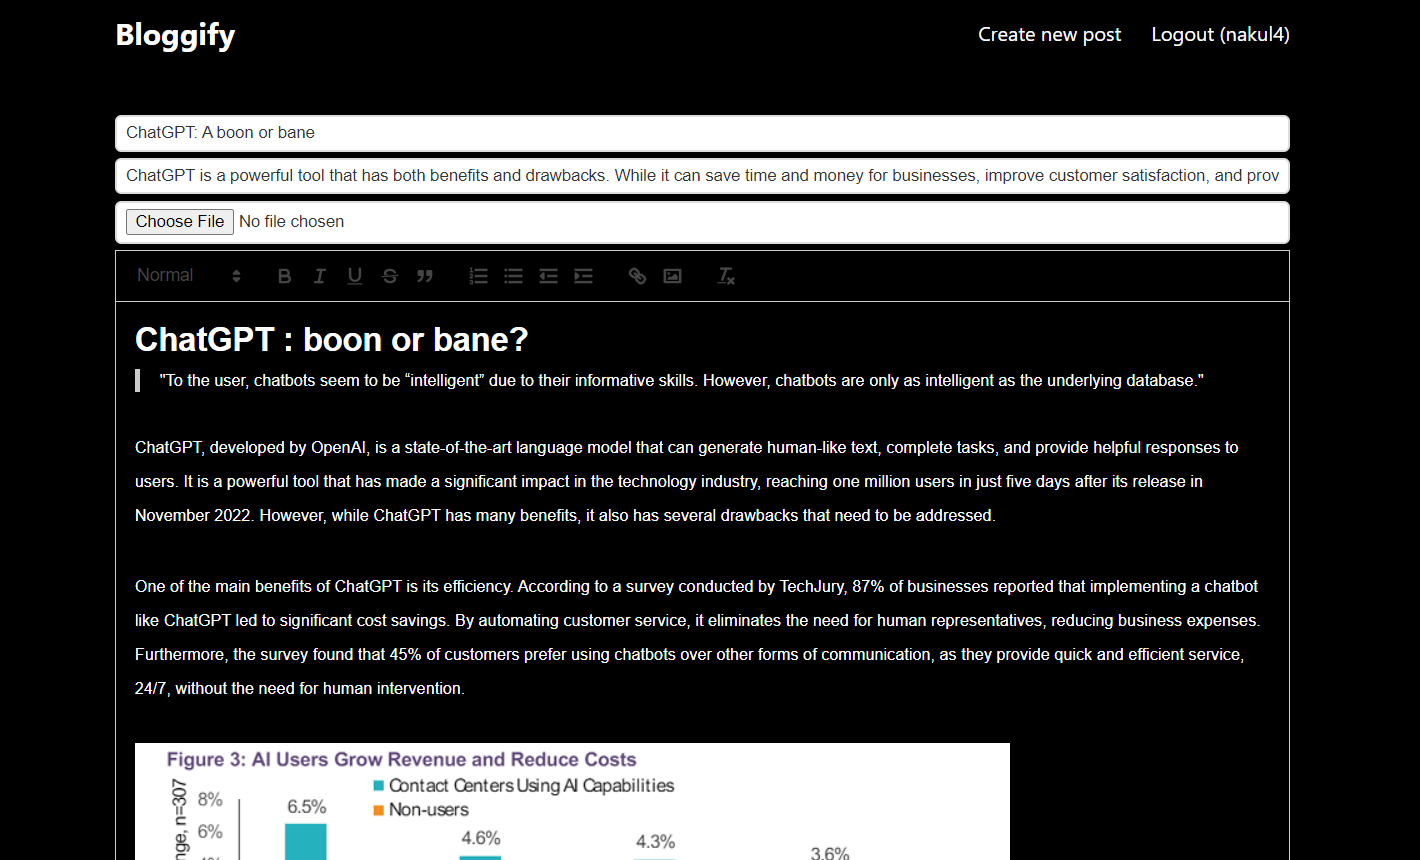 Bloggify
Create new post
Logout (nakul4)
ChatGPT: A boon or bane
ChatGPT is a powerful tool that has both benefits and drawbacks. While it can save time and money for businesses, improve customer satisfaction, and prov
Choose File No file chosen
Normal
ChatGPT : boon or bane?
"To the user, chatbots seem to be “intelligent” due to their informative skills. However, chatbots are only as intelligent as the underlying database."
ChatGPT, developed by OpenAI, is a state-of-the-art language model that can generate human-like text, complete tasks, and provide helpful responses to
users. It is a powerful tool that has made a significant impact in the technology industry, reaching one million users in just five days after its release in
November 2022. However, while ChatGPT has many benefits, it also has several drawbacks that need to be addressed.
One of the main benefits of ChatGPT is its efficiency. According to a survey conducted by TechJury, 87% of businesses reported that implementing a chatbot
like ChatGPT led to significant cost savings. By automating customer service, it eliminates the need for human representatives, reducing business expenses.
Furthermore, the survey found that 45% of customers prefer using chatbots over other forms of communication, as they provide quick and efficient service,
24/7, without the need for human intervention.
Figure 3: AI Users Grow Revenue and Reduce Costs
Contact Centers Using AI Capabilities
Non-users
n=307
8%
6%
6.5%
4.6%
4.3%
3.6%